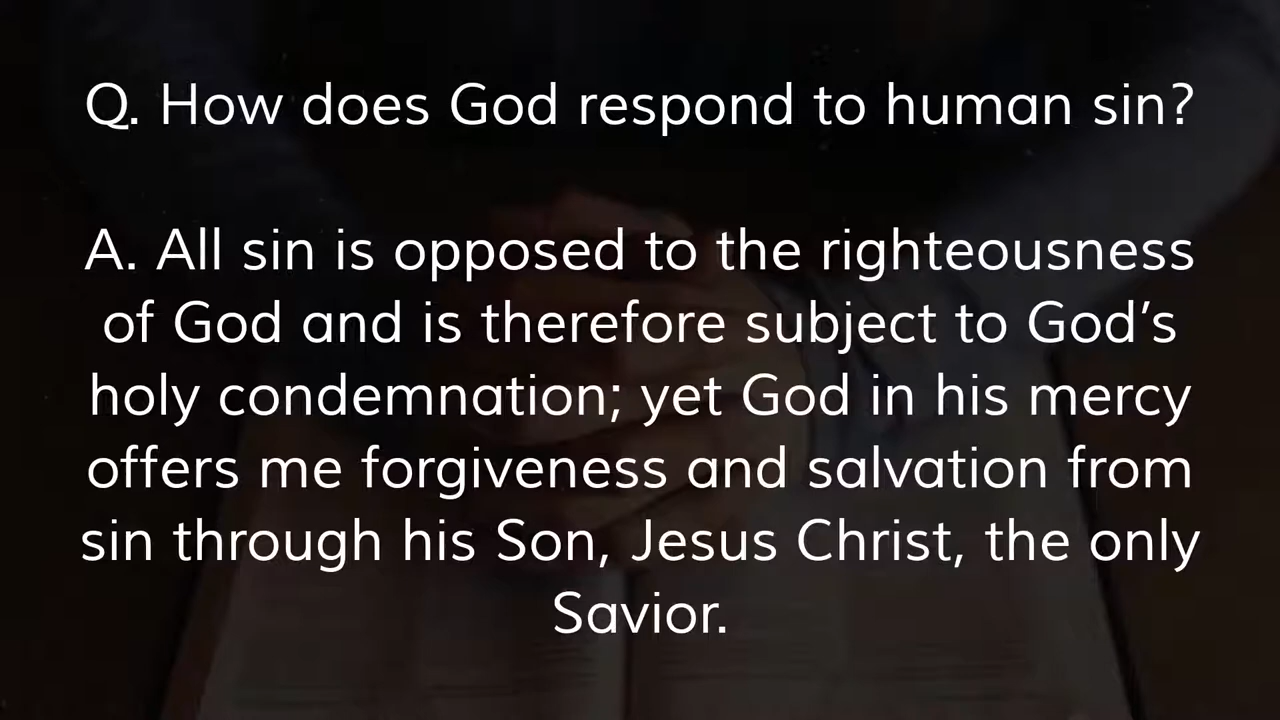 Q. How does God respond to human sin?
A. All sin is opposed to the righteousness
of God and is therefore subject to God’s
holy condemnation; yet God in his mercy
offers me forgiveness and salvation from
sin through his Son, Jesus Christ, the only
Savior.